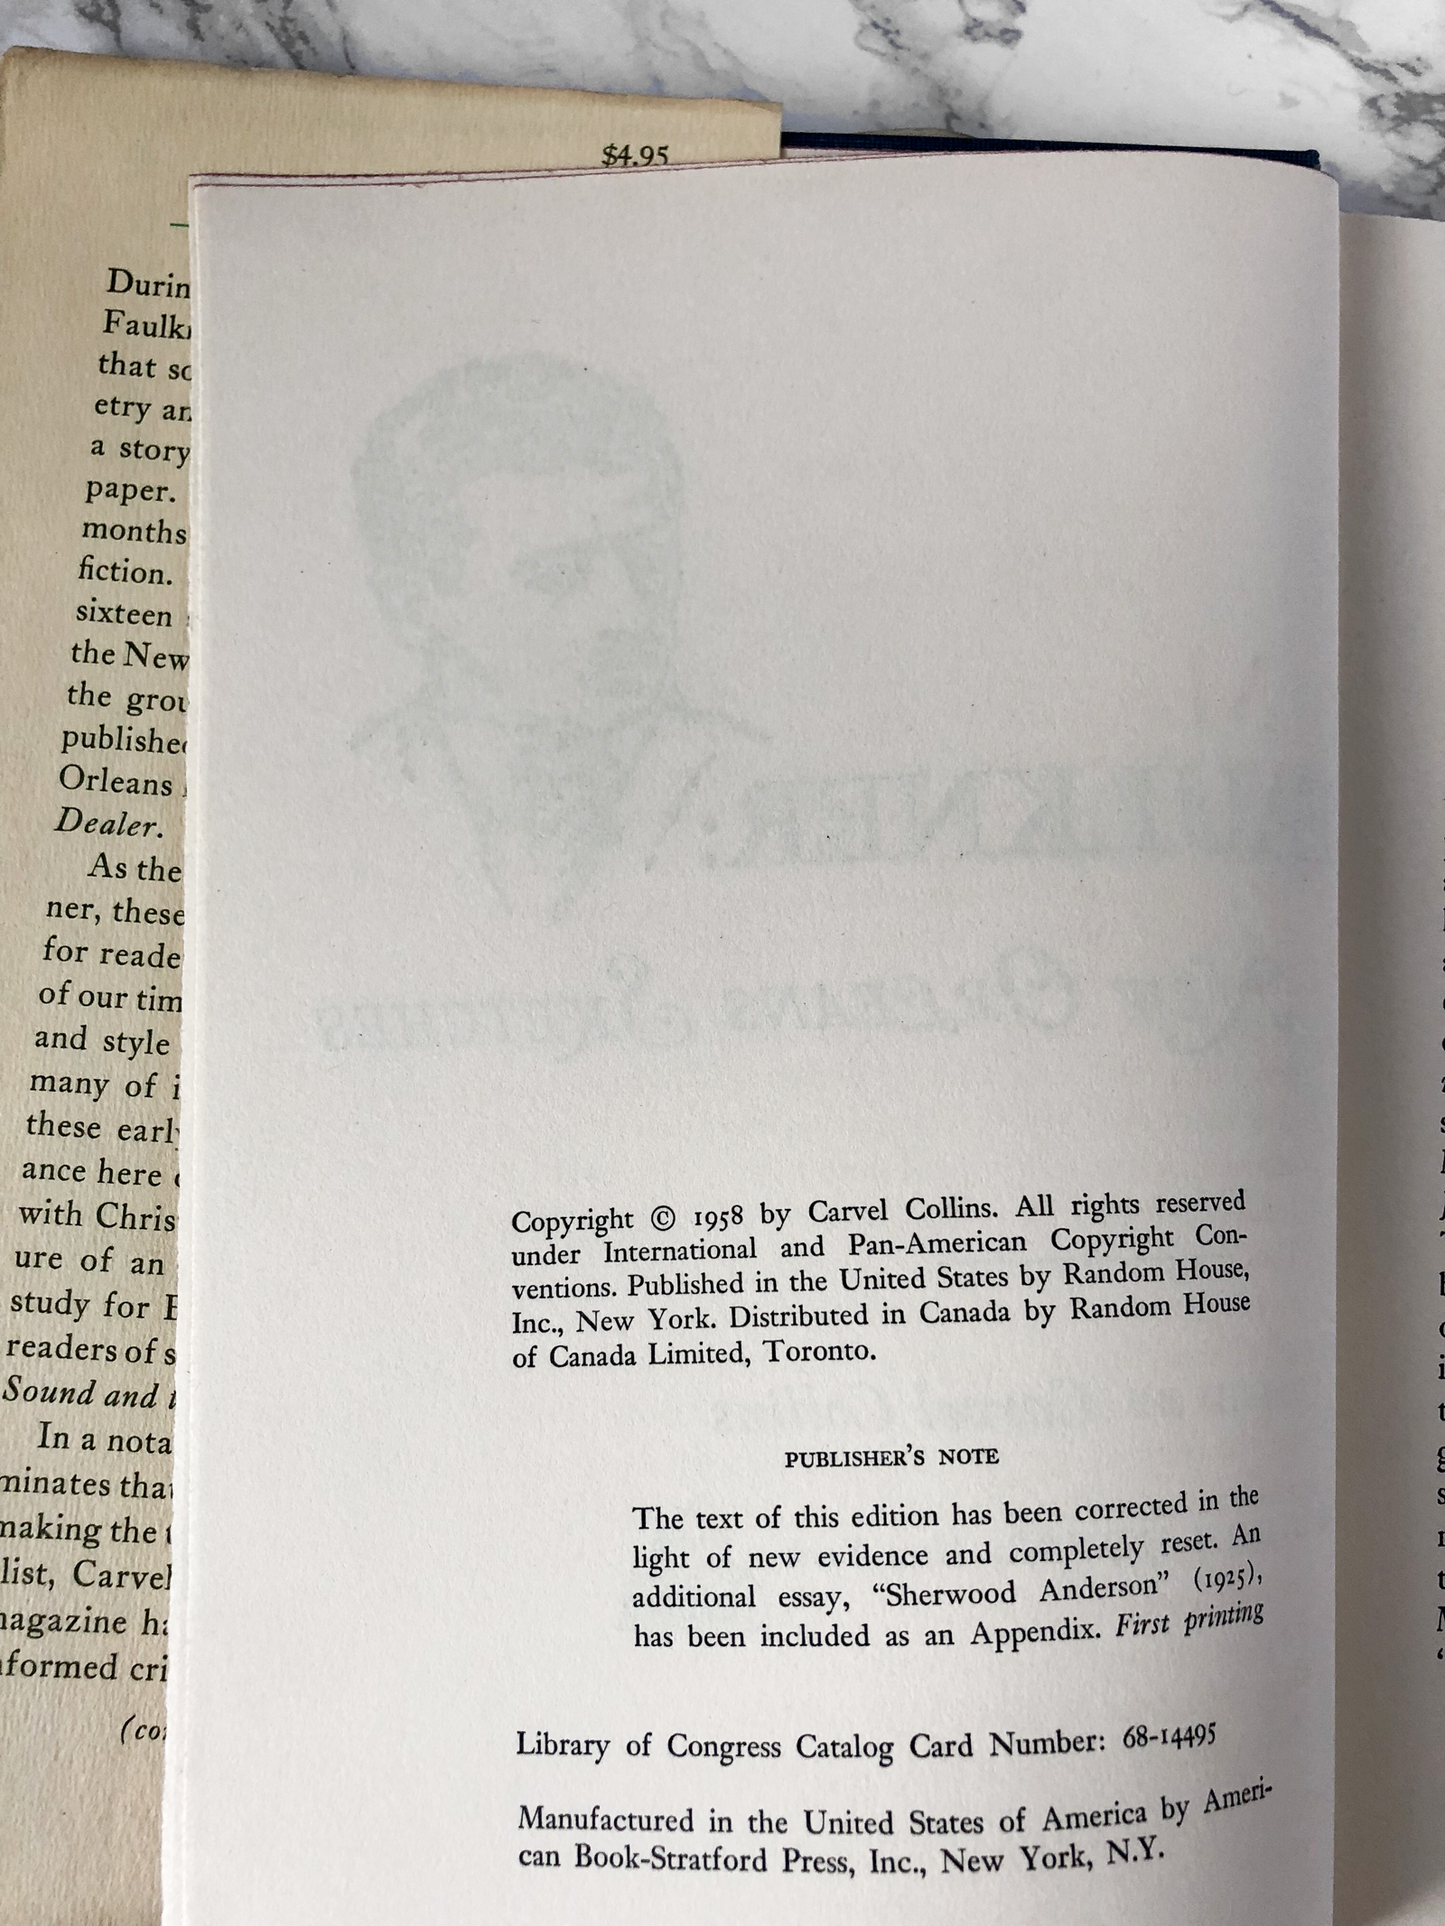 $4.95
Durin
Faulk
that so
etry an
a story
paper.
months
fiction.
sixteen
the New
the grou
publishe
Orleans
Dealer.
As the
ner, these
for reade
of our tim
and style
many of i
these earl
ance here
with Chris
ure of an
study for
readers of s
Sound and t
In a nota
minates that
making the
list, Carvel
magazine ha
formed cri
(co
Copyright © 1958 by Carvel Collins. All rights reserved
under International and Pan-American Copyright Con-
ventions. Published in the United States by Random House,
Inc., New York. Distributed in Canada by Random House
of Canada Limited, Toronto.
PUBLISHER'S NOTE
The text of this edition has been corrected in the
light of new evidence and completely reset. An
additional essay, “Sherwood Anderson” (1925),
has been included as an Appendix. First printing
Library of Congress Catalog Card Number: 68-14495
Manufactured in the United States of America by Ameri-
can Book-Stratford Press, Inc., New York, N.Y.